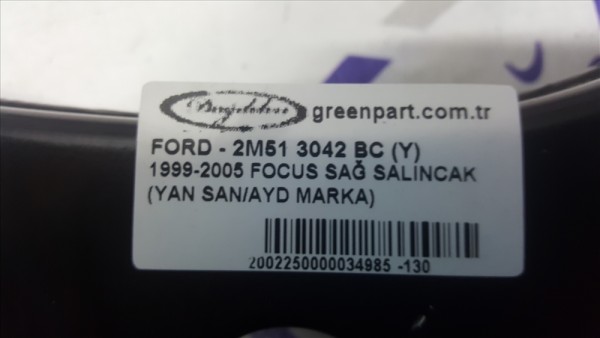 greenpart.com.tr
FORD - 2M51 3042 BC (Y)
1999-2005 FOCUS SAĞ SALINCAK
(YAN SAN/AYD MARKA)
2002250000034985 -130